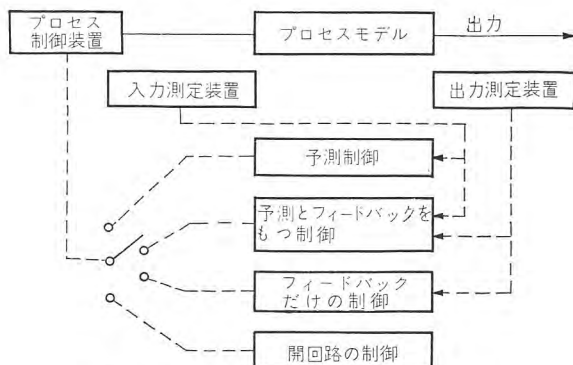 プロセス
制御装置
プロセスモデル
出力
入力測定装置
出力測定装置
予測制御
予測とフィードバックを
もつ制御
フィードバック
だけの制御
開回路の制御